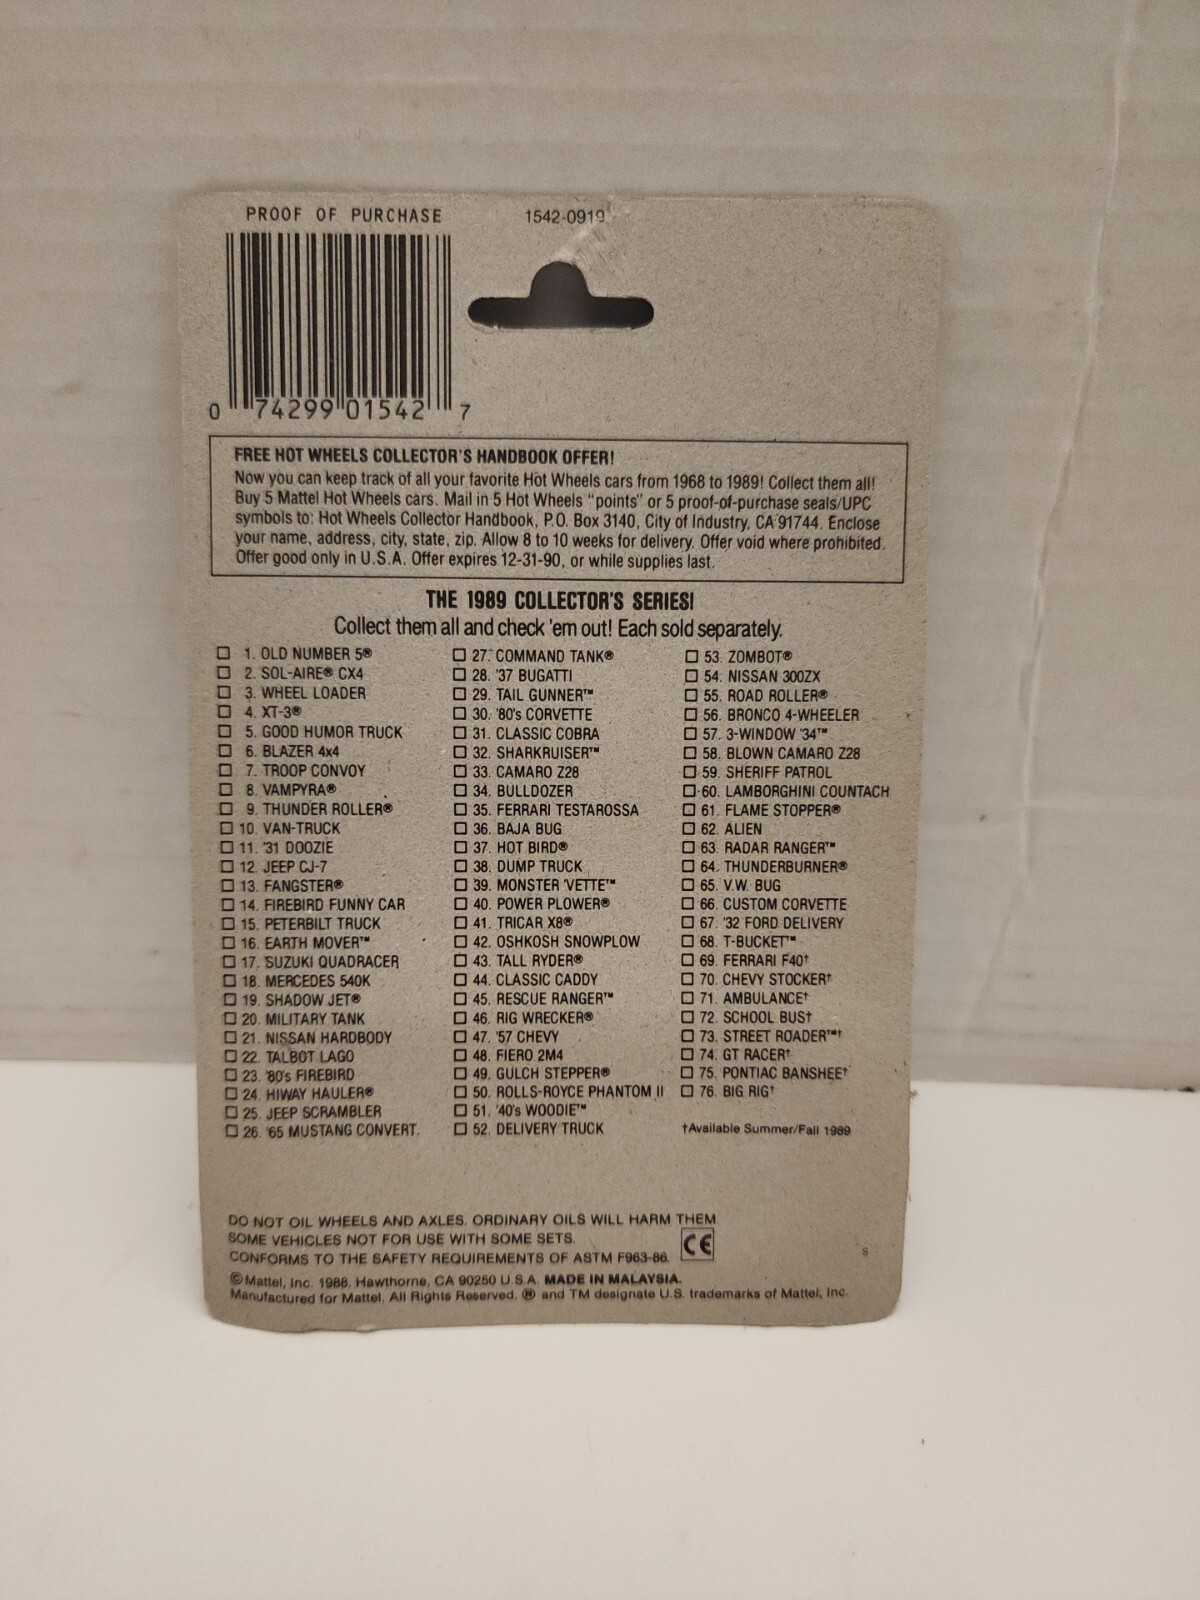 PROOF OF PURCHASE
1542-0919
0 74299 01542 7
FREE HOT WHEELS COLLECTOR'S HANDBOOK OFFER!
Now you can keep track of all your favorite Hot Wheels cars from 1968 to 1989! Collect them all!
Buy 5 Mattel Hot Wheels cars. Mail in 5 Hot Wheels "points" or 5 proof-of-purchase seals/UPC
symbols to: Hot Wheels Collector Handbook, P.O. Box 3140, City of Industry, CA 91744. Enclose
your name, address, city, state, zip. Allow 8 to 10 weeks for delivery. Offer void where prohibited.
Offer good only in U.S.A. Offer expires 12-31-90, or while supplies last.
THE 1989 COLLECTOR'S SERIES!
Collect them all and check 'em out! Each sold separately.
1. OLD NUMBER 5®
2. SOL-AIRE® CX4
3. WHEEL LOADER
4. XT-3®
5. GOOD HUMOR TRUCK
6. BLAZER 4x4
7. TROOP CONVOY
8. VAMPYRA®
9. THUNDER ROLLER®
10. VAN-TRUCK
11. '31 DOOZIE
12. JEEP CJ-7
13. FANGSTER®
14. FIREBIRD FUNNY CAR
15. PETERBILT TRUCK
16. EARTH MOVER™
17. SUZUKI QUADRACER
18. MERCEDES 540K
19. SHADOW JET®
20. MILITARY TANK
21. NISSAN HARDBODY
22. TALBOT LAGO
23. '80's FIREBIRD
24. HIWAY HAULER®
25. JEEP SCRAMBLER
26. '65 MUSTANG CONVERT.
27. COMMAND TANK®
28. '37 BUGATTI
29. TAIL GUNNER™
30. '80's CORVETTE
31. CLASSIC COBRA
32. SHARKRUISER™
33. CAMARO Z28
34. BULLDOZER
35. FERRARI TESTAROSSA
36. BAJA BUG
37. HOT BIRD®
38. DUMP TRUCK
39. MONSTER 'VETTE™
40. POWER PLOWER®
41. TRICAR X8®
42. OSHKOSH SNOWPLOW
43. TALL RYDER®
44. CLASSIC CADDY
45. RESCUE RANGER™
46. RIG WRECKER®
47. '57 CHEVY
48. FIERO 2M4
49. GULCH STEPPER®
50. ROLLS-ROYCE PHANTOM II
51. '40's WOODIE™
52. DELIVERY TRUCK
53. ZOMBOT®
54. NISSAN 300ZX
55. ROAD ROLLER®
56. BRONCO 4-WHEELER
57. 3-WINDOW '34™
58. BLOWN CAMARO Z28
59. SHERIFF PATROL
60. LAMBORGHINI COUNTACH
61. FLAME STOPPER®
62. ALIEN
63. RADAR RANGER™
64. THUNDERBURNER®
65. V.W. BUG
66. CUSTOM CORVETTE
67. '32 FORD DELIVERY
68. T-BUCKET™
69. FERRARI F40†
70. CHEVY STOCKER†
71. AMBULANCE†
72. SCHOOL BUS†
73. STREET ROADER™†
74. GT RACER†
75. PONTIAC BANSHEE†
76. BIG RIG†
†Available Summer/Fall 1989
DO NOT OIL WHEELS AND AXLES. ORDINARY OILS WILL HARM THEM
SOME VEHICLES NOT FOR USE WITH SOME SETS.
CONFORMS TO THE SAFETY REQUIREMENTS OF ASTM F963-86.
CE
S
© Mattel, Inc. 1988, Hawthorne, CA 90250 U.S.A. MADE IN MALAYSIA.
Manufactured for Mattel. All Rights Reserved. ® and TM designate U.S. trademarks of Mattel, Inc.